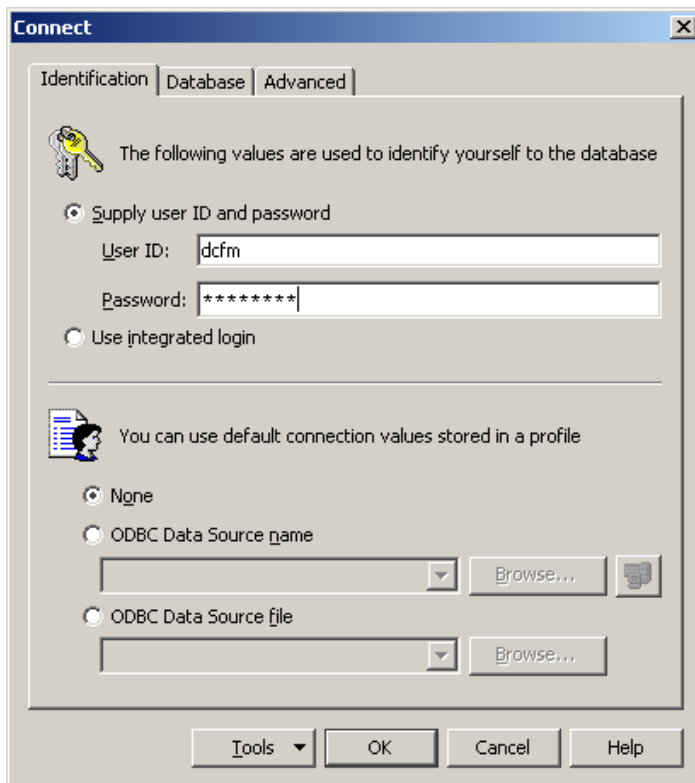 Connect
Identification Database Advanced
The following values are used to identify yourself to the database
Supply user ID and password
User ID: dcfm
Password: ********
Use integrated login
You can use default connection values stored in a profile
None
ODBC Data Source name
Browse...
ODBC Data Source file
Browse...
Tools OK Cancel Help